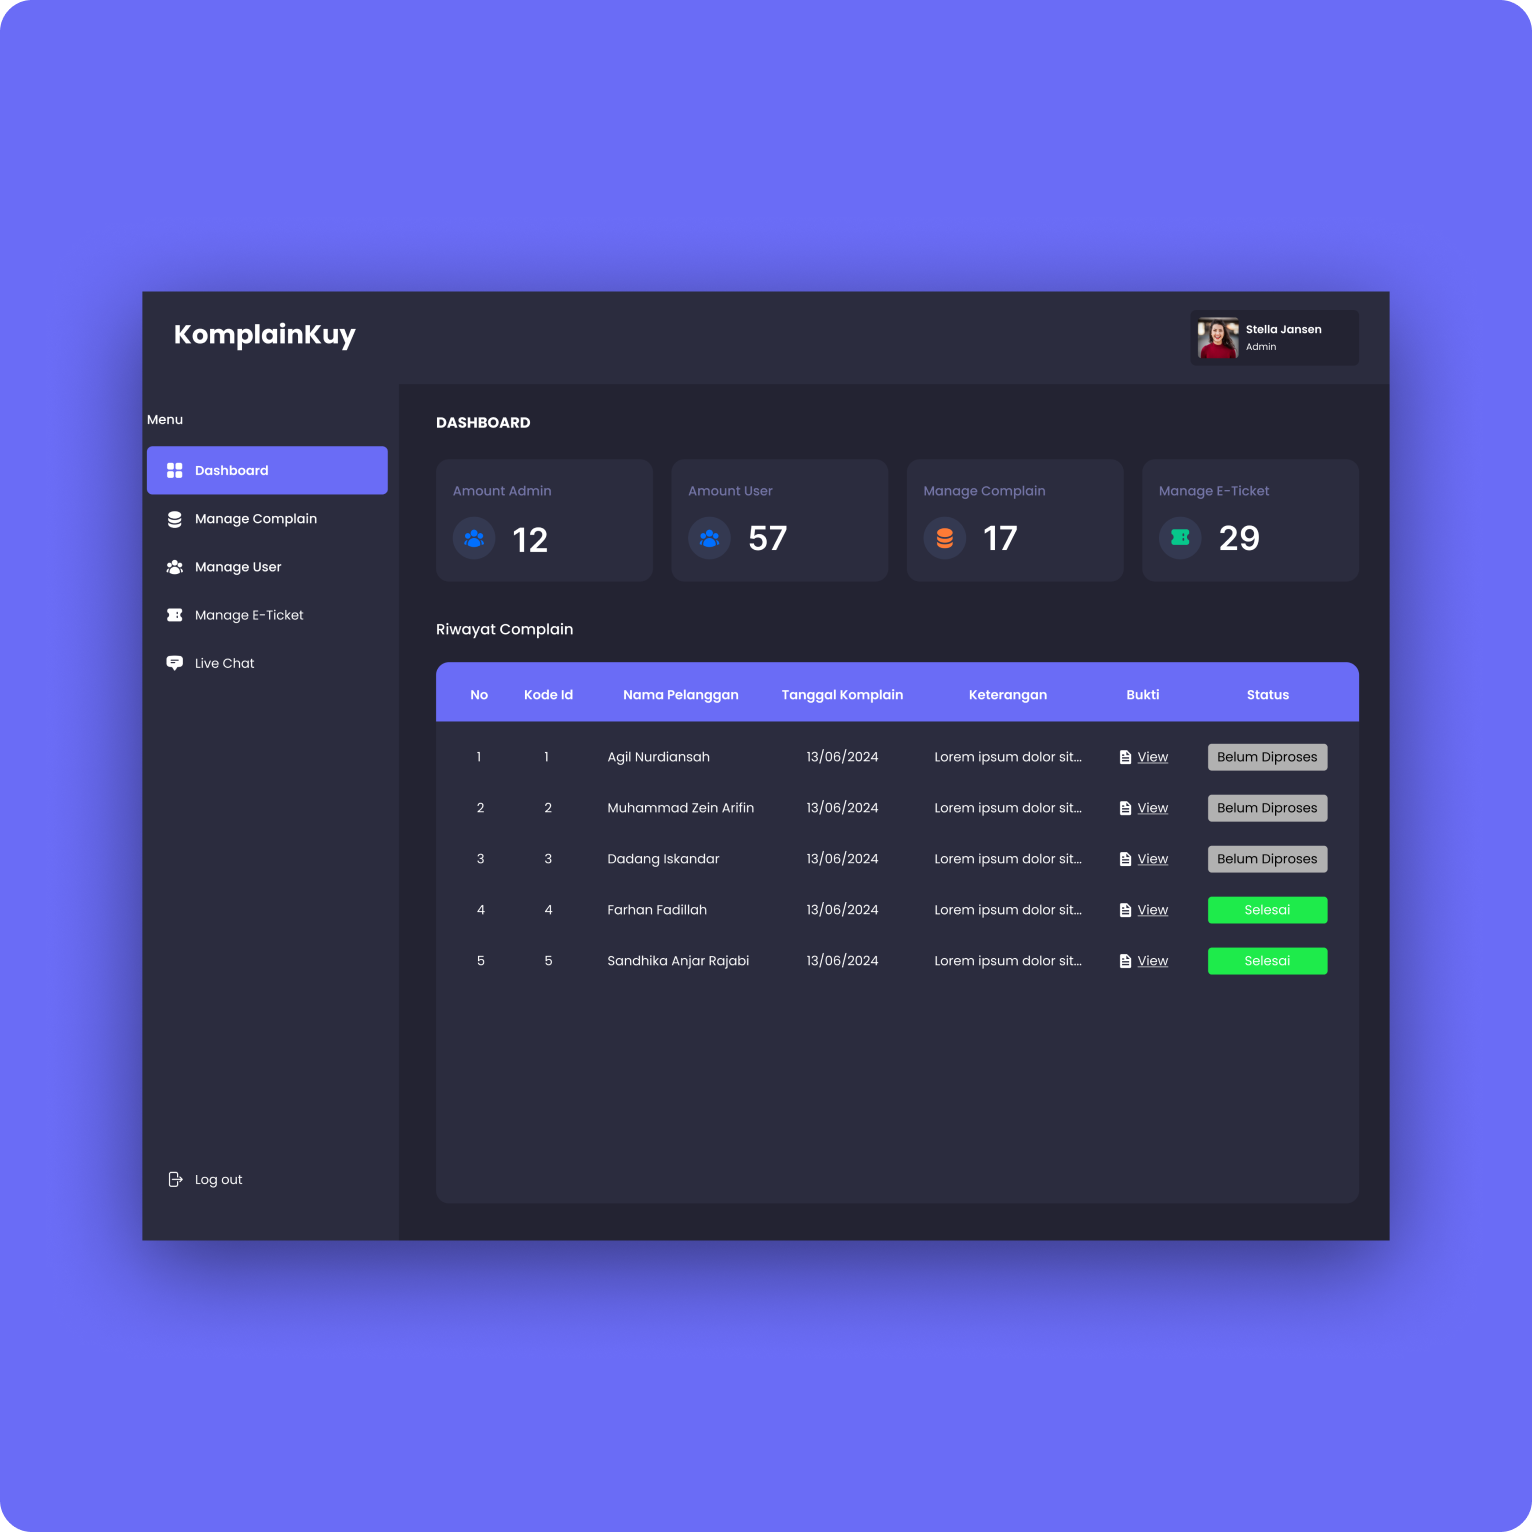 KomplainKuy
Stella Jansen
Admin
Menu
Dashboard
Manage Complain
Manage User
Manage E-Ticket
Live Chat
Log out
DASHBOARD
Amount Admin
12
Amount User
57
Manage Complain
17
Manage E-Ticket
29
Riwayat Complain
No Kode Id Nama Pelanggan Tanggal Komplain Keterangan Bukti Status
1 1 Agil Nurdiansah 13/06/2024 Lorem ipsum dolor sit... View Belum Diproses
2 2 Muhammad Zein Arifin 13/06/2024 Lorem ipsum dolor sit... View Belum Diproses
3 3 Dadang Iskandar 13/06/2024 Lorem ipsum dolor sit... View Belum Diproses
4 4 Farhan Fadillah 13/06/2024 Lorem ipsum dolor sit... View Selesai
5 5 Sandhika Anjar Rajabi 13/06/2024 Lorem ipsum dolor sit... View Selesai